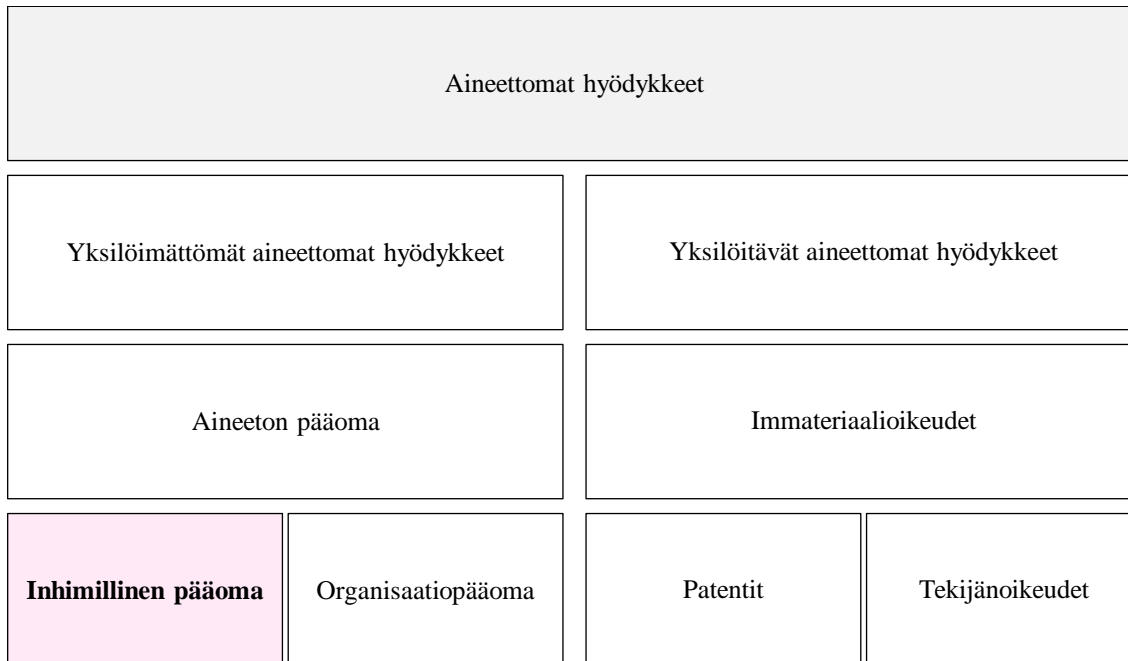 Aineettomat hyödykkeet
Yksilöimättömät aineettomat hyödykkeet
Yksilöitävät aineettomat hyödykkeet
Aineeton pääoma
Immateriaalioikeudet
Inhimillinen pääoma
Organisaatiopääoma
Patentit
Tekijänoikeudet